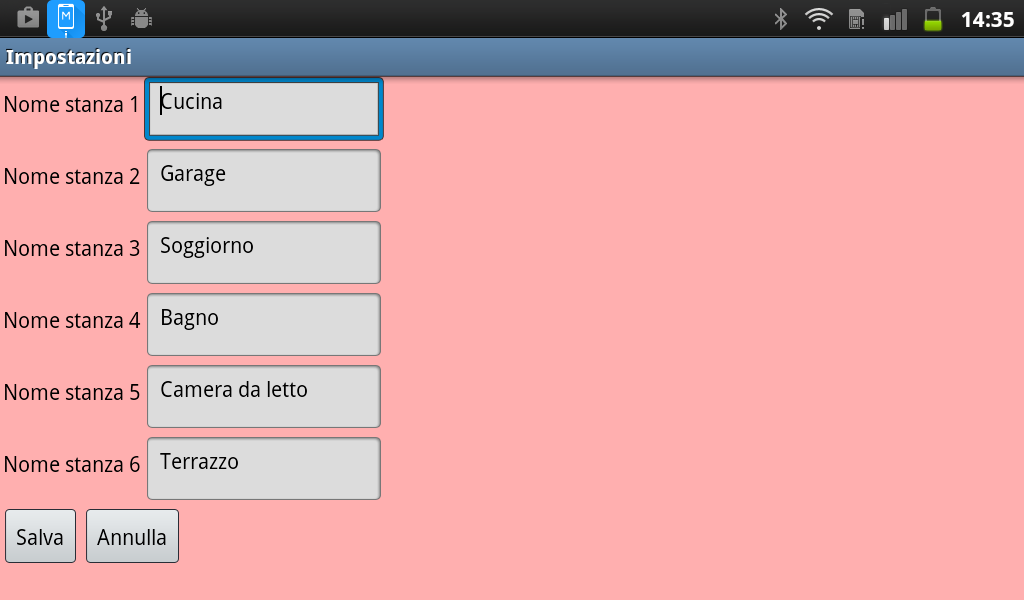 14:35
Impostazioni
Nome stanza 1 Cucina
Nome stanza 2 Garage
Nome stanza 3 Soggiorno
Nome stanza 4 Bagno
Nome stanza 5 Camera da letto
Nome stanza 6 Terrazzo
Salva Annulla